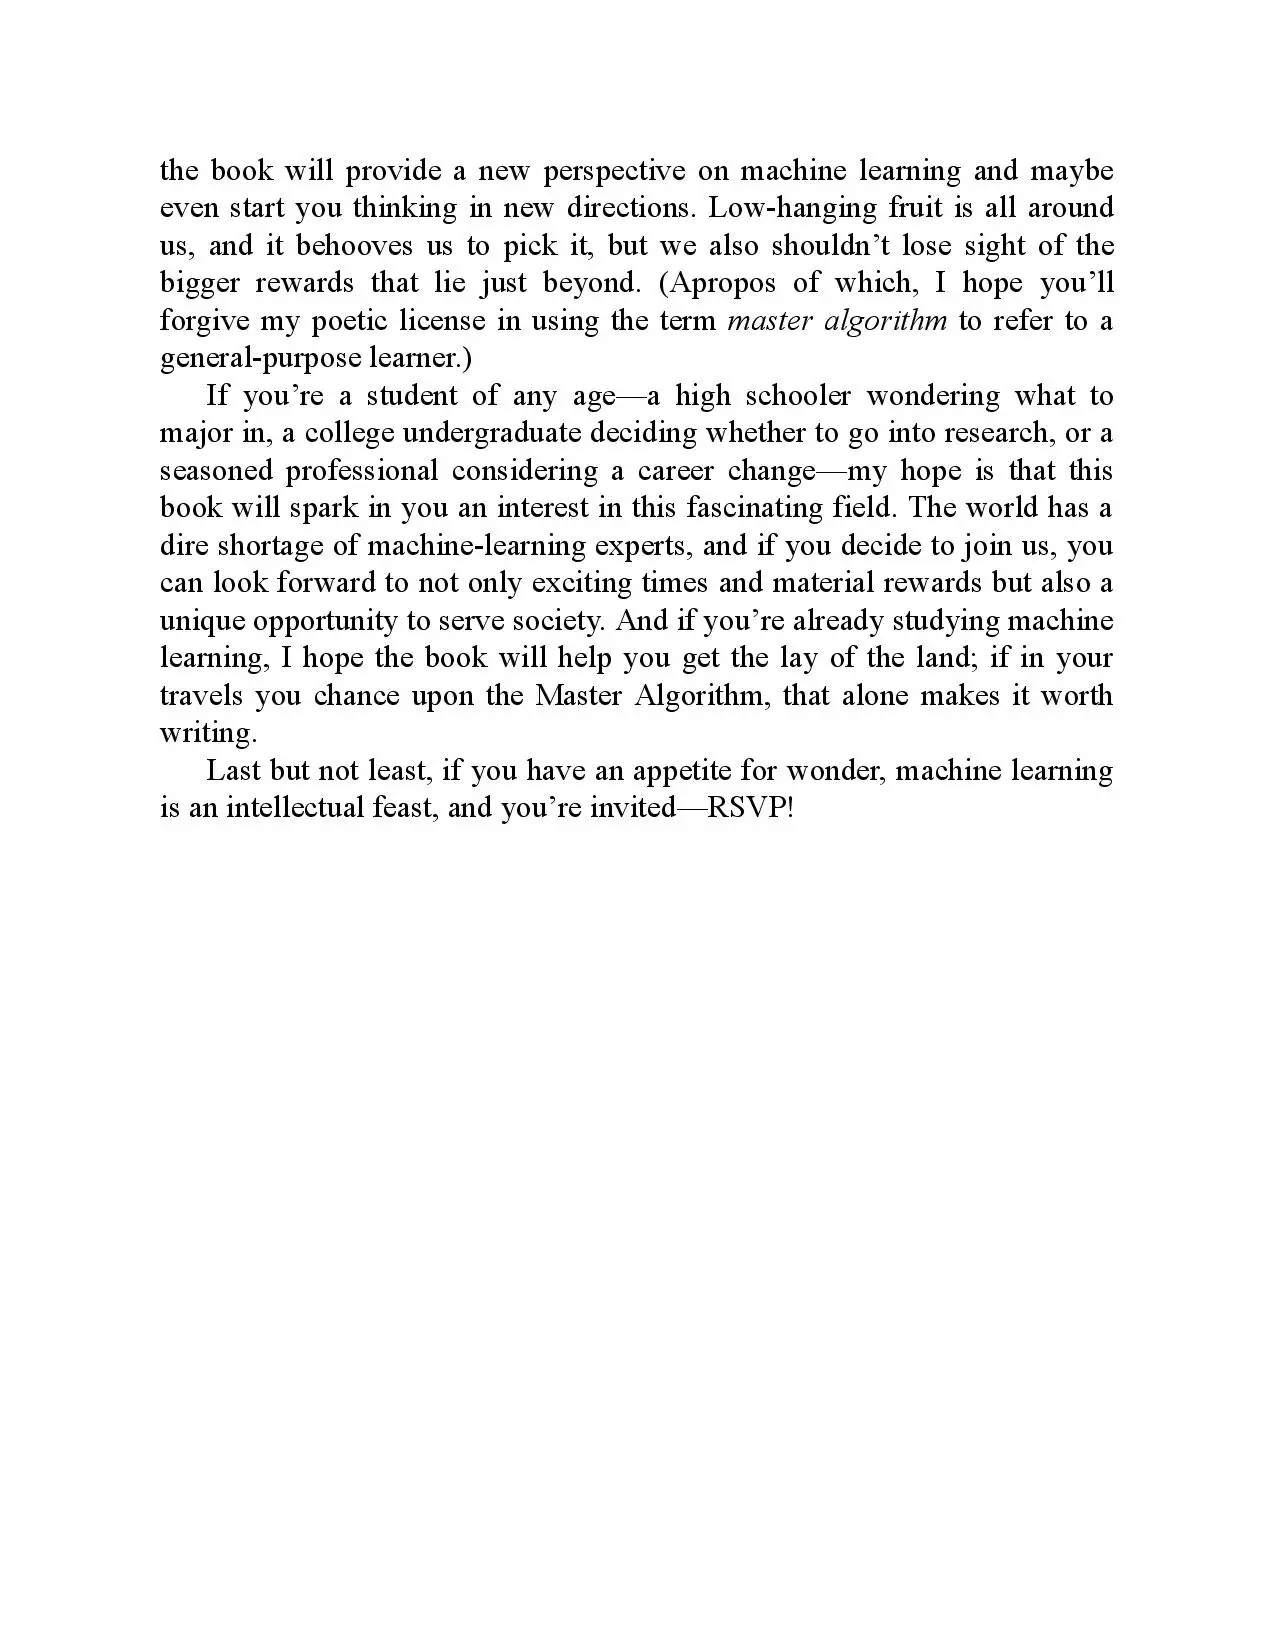 the book will provide a new perspective on machine learning and maybe
even start you thinking in new directions. Low-hanging fruit is all around
us, and it behooves us to pick it, but we also shouldn’t lose sight of the
bigger rewards that lie just beyond. (Apropos of which, I hope you’ll
forgive my poetic license in using the term master algorithm to refer to a
general-purpose learner.)
If you’re a student of any age—a high schooler wondering what to
major in, a college undergraduate deciding whether to go into research, or a
seasoned professional considering a career change—my hope is that this
book will spark in you an interest in this fascinating field. The world has a
dire shortage of machine-learning experts, and if you decide to join us, you
can look forward to not only exciting times and material rewards but also a
unique opportunity to serve society. And if you’re already studying machine
learning, I hope the book will help you get the lay of the land; if in your
travels you chance upon the Master Algorithm, that alone makes it worth
writing.
Last but not least, if you have an appetite for wonder, machine learning
is an intellectual feast, and you’re invited—RSVP!